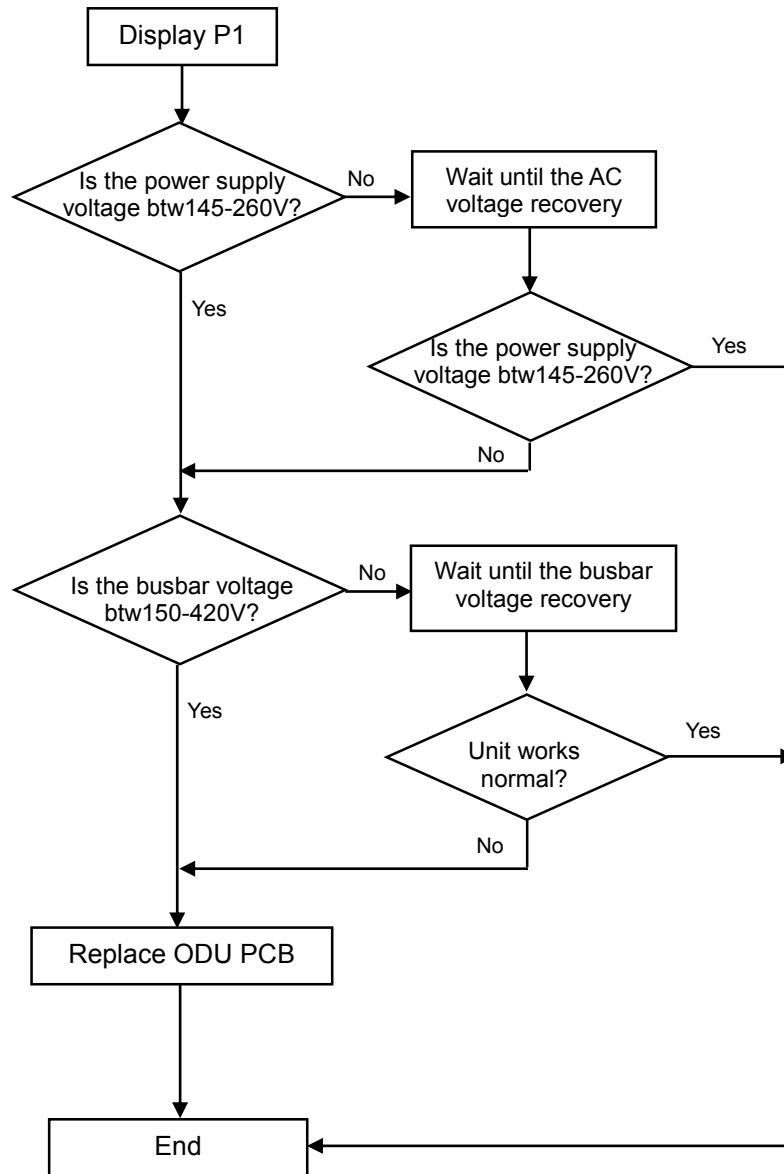 Display P1
Is the power supply
voltage btw145-260V?
No
Wait until the AC
voltage recovery
Yes
Is the power supply
voltage btw145-260V?
Yes
No
Is the busbar voltage
btw150-420V?
No
Wait until the busbar
voltage recovery
Yes
Unit works
normal?
Yes
No
Replace ODU PCB
End